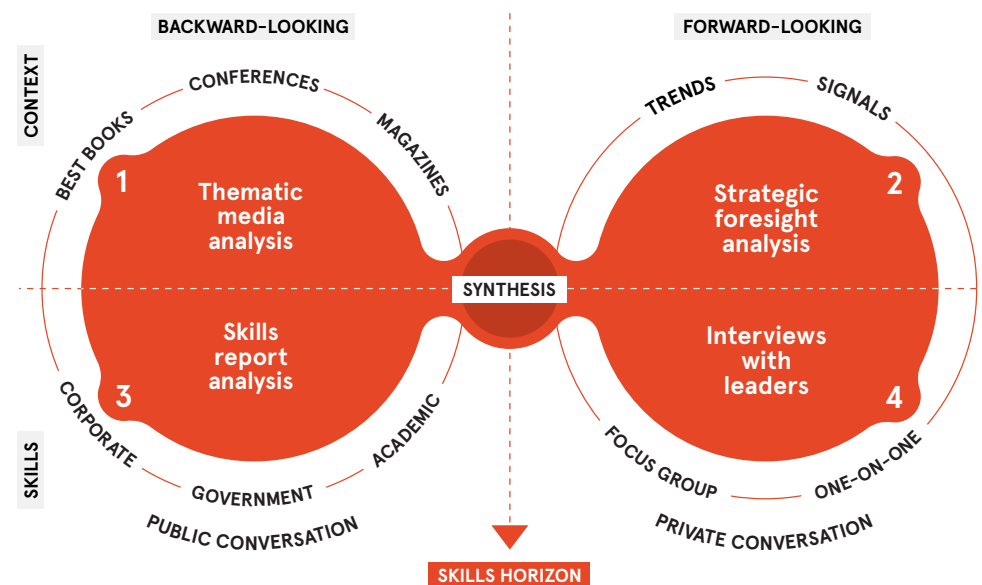 BACKWARD-LOOKING
FORWARD-LOOKING
CONTEXT
BEST BOOKS
CONFERENCES
MAGAZINES
TRENDS
SIGNALS
1
Thematic
media
analysis
2
Strategic
foresight
analysis
SYNTHESIS
3
Skills
report
analysis
4
Interviews
with
leaders
SKILLS
CORPORATE
GOVERNMENT
ACADEMIC
PUBLIC CONVERSATION
FOCUS GROUP
ONE-ON-ONE
PRIVATE CONVERSATION
SKILLS HORIZON